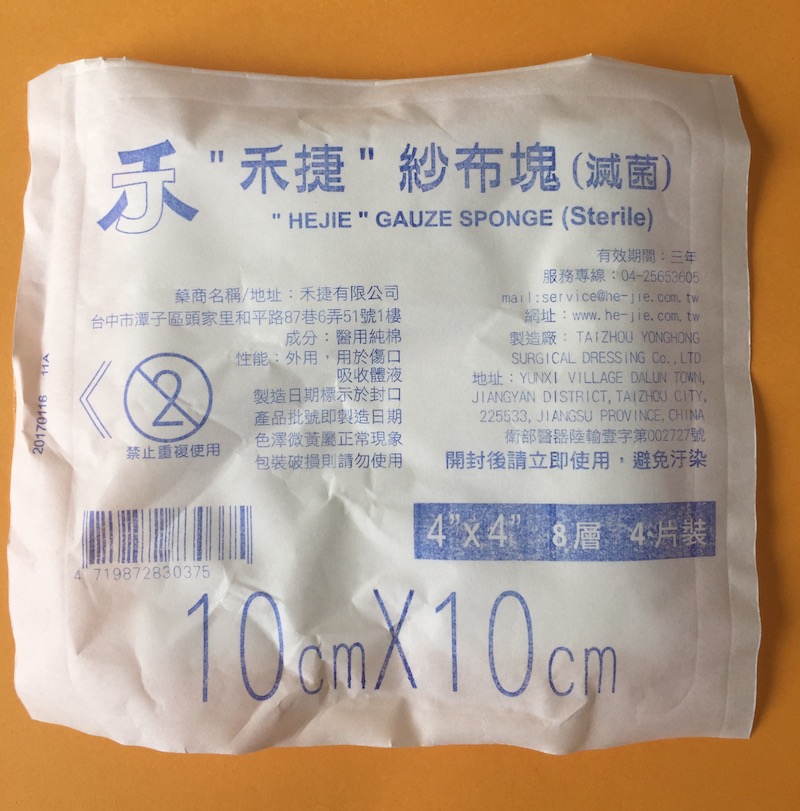 禾 "禾捷" 紗布塊(滅菌)
"HEJIE" GAUZE SPONGE (Sterile)
有效期間：三年
服務專線：04-25653605
mail:service@he-jie.com.tw
網址：www.he-jie.com.tw
製造廠： TAIZHOU YONGHONG
SURGICAL DRESSING Co.,LTD
地址：YUNXI VILLAGE DALUN TOWN,
JIANGYAN DISTRICT,TAIZHOU CITY,
225533,JIANGSU PROVINCE,CHINA
衛部醫器陸輸壹字第002727號
開封後請立即使用，避免汙染
藥商名稱/地址：禾捷有限公司
台中市潭子區頭家里和平路87巷6弄51號1樓
成分：醫用純棉
性能：外用，用於傷口
吸收體液
製造日期標示於封口
產品批號即製造日期
色澤微黃屬正常現象
包裝破損則請勿使用
2
禁止重複使用
20170116 11A
4 719872830375
4"x4" 8層 4片裝
10cmX10cm